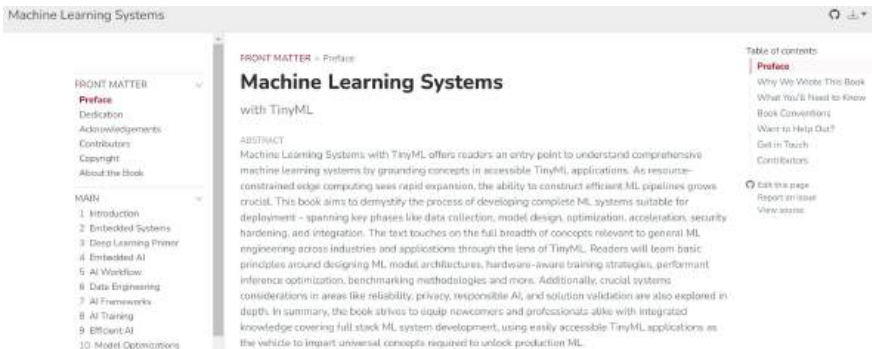 Machine Learning Systems
FRONT MATTER
Preface
Dedication
Acknowledgements
Contributors
Copyright
About the Book
MAIN
1 Introduction
2 Embedded Systems
3 Deep Learning Primer
4 Embedded AI
5 AI Workflow
6 Data Engineering
7 AI Frameworks
8 AI Training
9 Efficient AI
10 Model Optimizations
FRONT MATTER > Preface
Machine Learning Systems
with TinyML
ABSTRACT
Machine Learning Systems with TinyML offers readers an entry point to understand comprehensive
machine learning systems by grounding concepts in accessible TinyML applications. As resource-
constrained edge computing sees rapid expansion, the ability to construct efficient ML pipelines grows
crucial. This book aims to demystify the process of developing complete ML systems suitable for
deployment – spanning key phases like data collection, model design, optimization, acceleration, security
hardening, and integration. The text touches on the full breadth of concepts relevant to general ML
engineering across industries and applications through the lens of TinyML. Readers will learn basic
principles around designing ML model architectures, hardware-aware training strategies, performant
inference optimization, benchmarking methodologies and more. Additionally, crucial systems
considerations in areas like reliability, privacy, responsible AI, and solution validation are also explored in
depth. In summary, the book strives to equip newcomers and professionals alike with integrated
knowledge covering full stack ML system development, using easily accessible TinyML applications as
the vehicle to impart universal concepts required to unlock production ML.
Table of contents
Preface
Why We Wrote This Book
What You'll Need to Know
Book Conventions
Want to Help Out?
Get in Touch
Contributors
Edit this page
Report an issue
View source